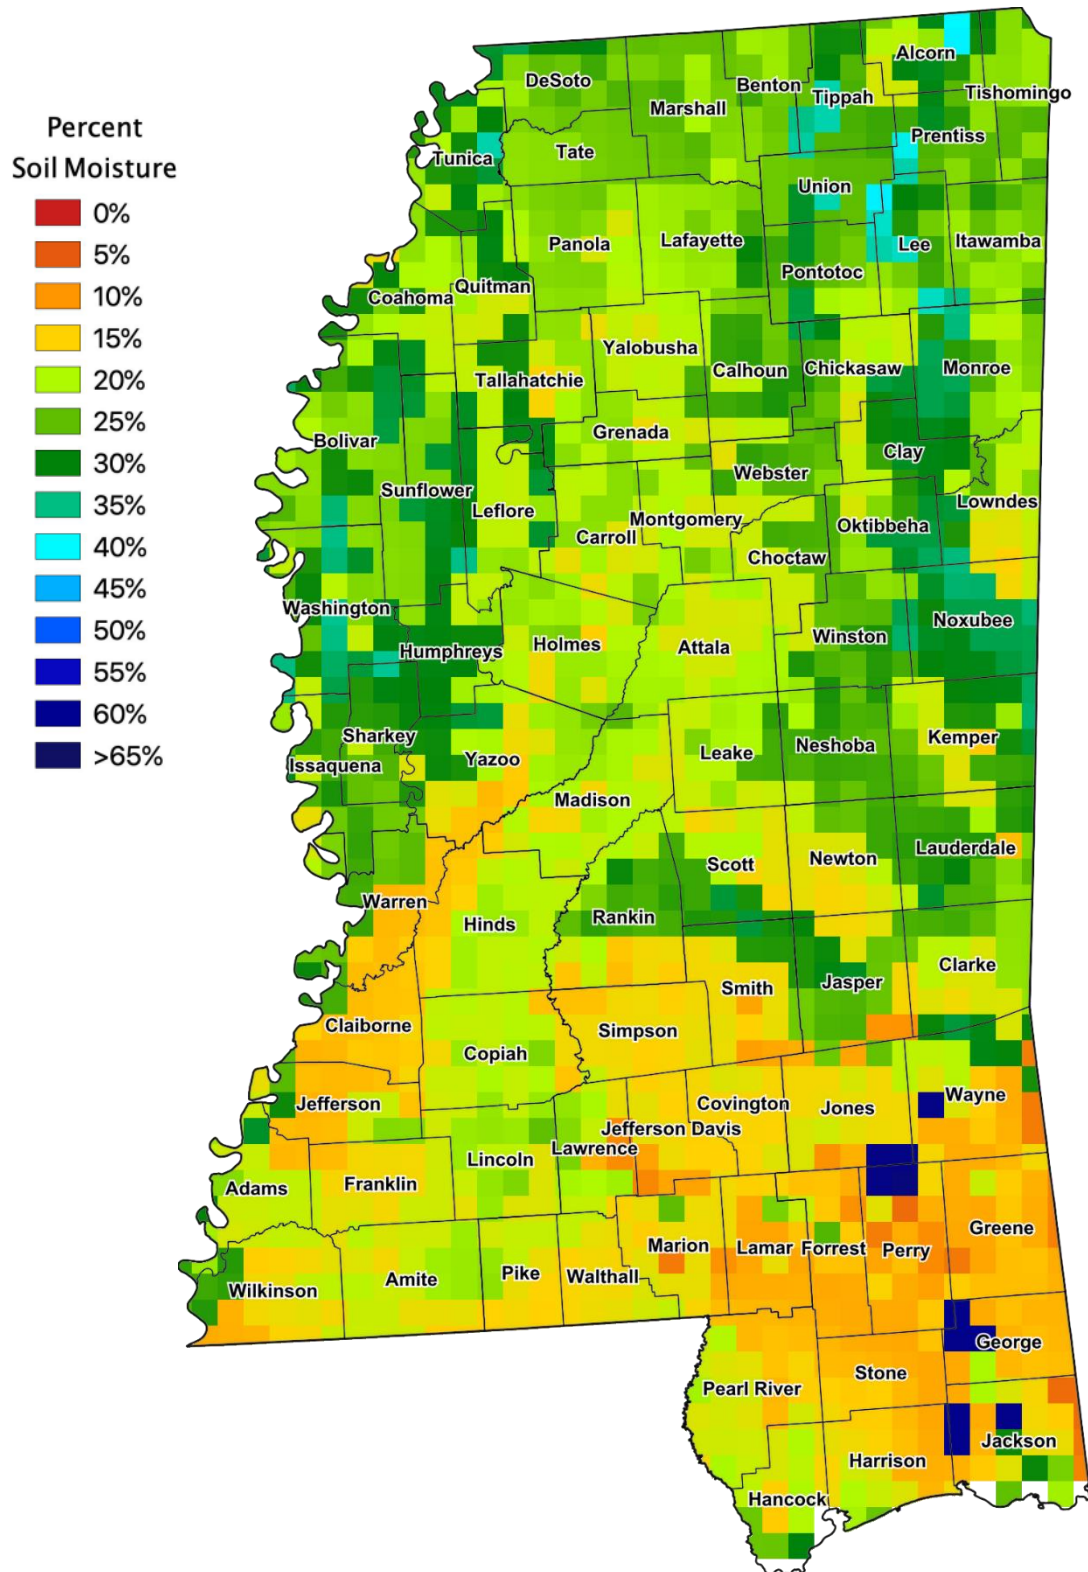 Percent
Soil Moisture
0%
5%
10%
15%
20%
25%
30%
35%
40%
45%
50%
55%
60%
>65%
Alcorn
DeSoto
Benton
Tippah
Tishomingo
Marshall
Prentiss
Tunica
Tate
Union
Panola
Lafayette
Lee
Itawamba
Pontotoc
Quitman
Coahoma
Yalobusha
Calhoun
Chickasaw
Monroe
Tallahatchie
Grenada
Bolivar
Clay
Webster
Sunflower
Leflore
Lowndes
Montgomery
Oktibbeha
Carroll
Choctaw
Washington
Noxubee
Winston
Holmes
Attala
Humphreys
Sharkey
Kemper
Neshoba
Leake
Issaquena
Yazoo
Madison
Lauderdale
Newton
Scott
Warren
Rankin
Hinds
Clarke
Jasper
Smith
Claiborne
Simpson
Copiah
Wayne
Jefferson
Covington
Jones
Jefferson Davis
Lawrence
Lincoln
Franklin
Adams
Greene
Marion
Lamar
Forrest
Perry
Pike
Walthall
Amite
Wilkinson
George
Stone
Pearl River
Jackson
Harrison
Hancock